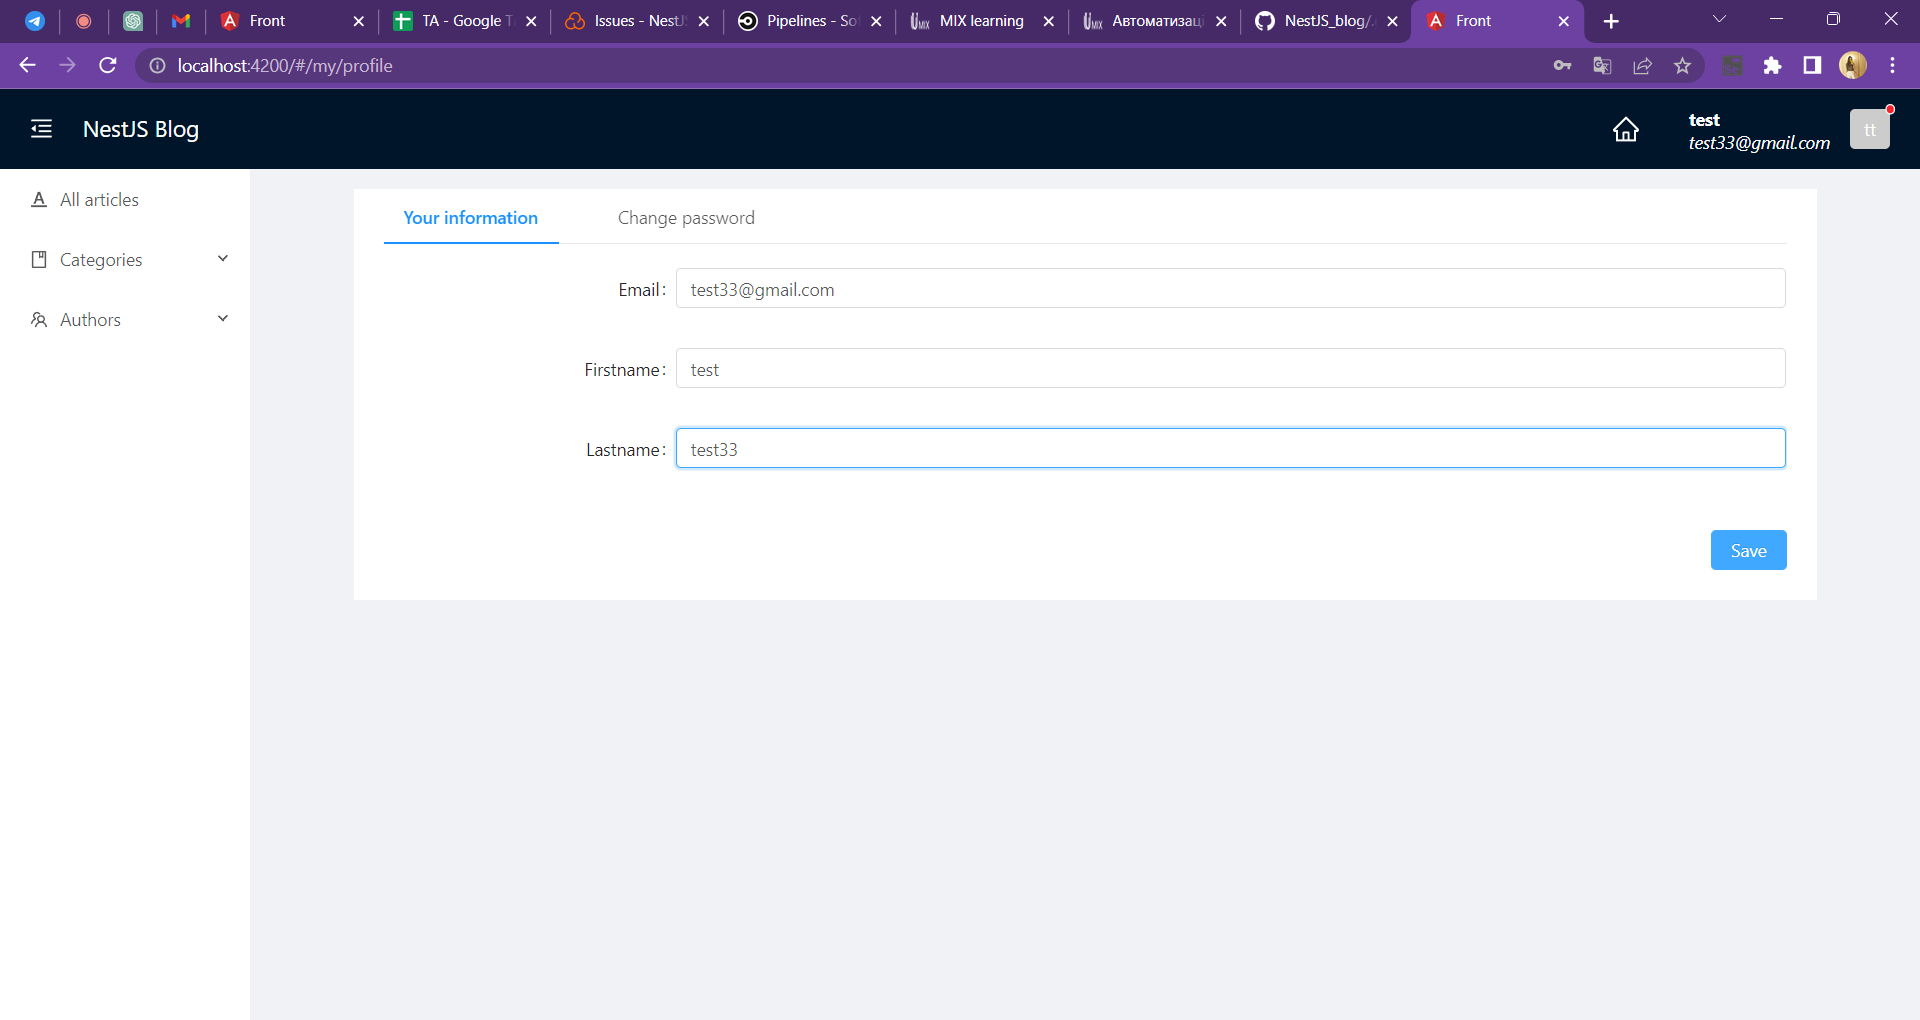 Front
TA - Google T
Issues - NestJ
Pipelines - So
MIX learning
Автоматизац
NestJS_blog/.
Front
localhost:4200/#/my/profile
NestJS Blog
test
test33@gmail.com
tt
All articles
Categories
Authors
Your information
Change password
Email:
test33@gmail.com
Firstname:
test
Lastname:
test33
Save